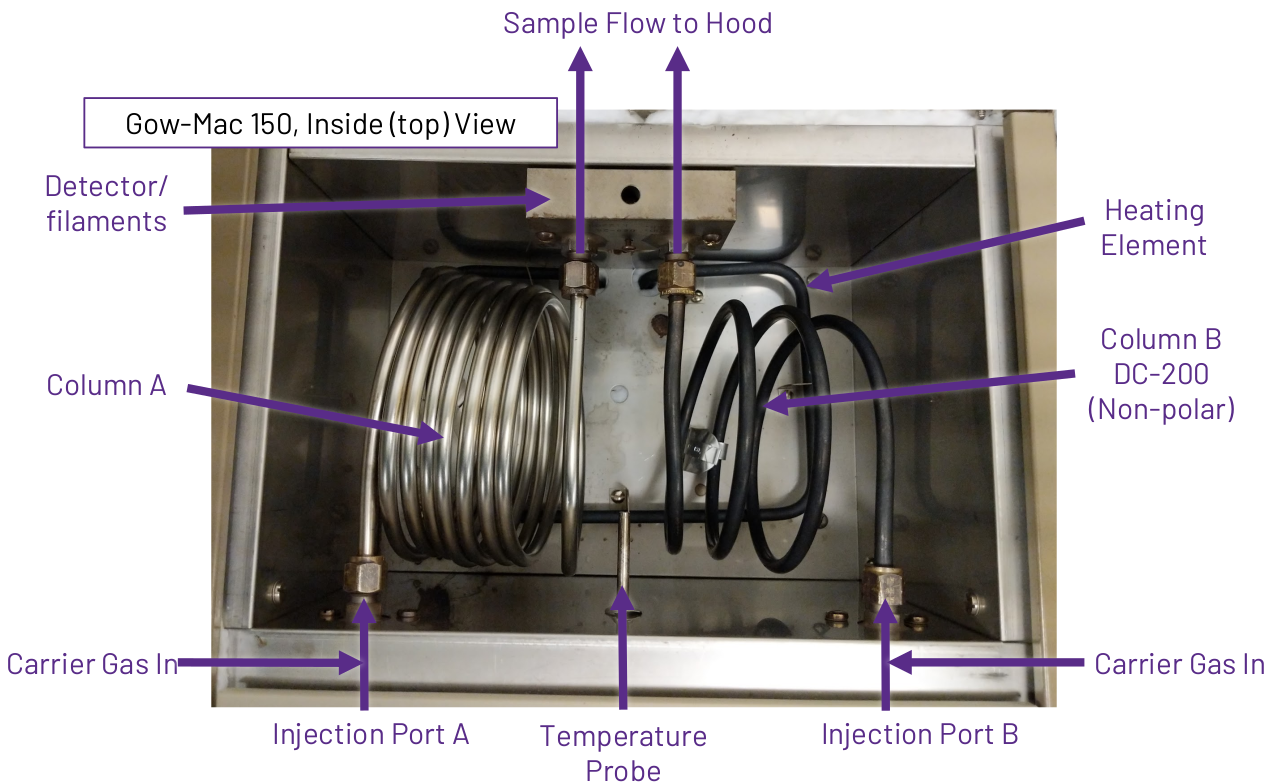 Sample Flow to Hood
Gow-Mac 150, Inside (top) View
Detector/
filaments
Heating
Element
Column B
DC-200
(Non-polar)
Column A
Carrier Gas In
Carrier Gas In
Injection Port A
Temperature
Probe
Injection Port B